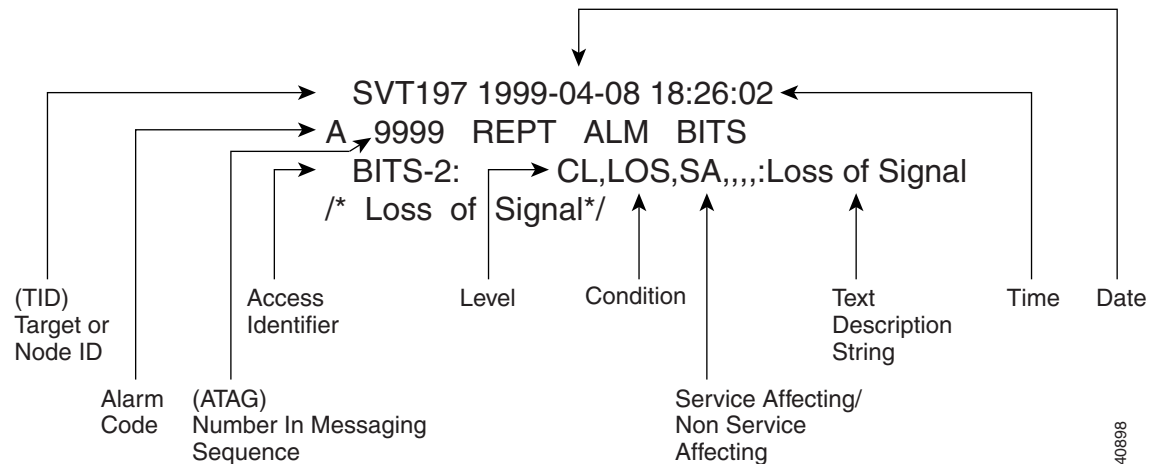 SVT197 1999-04-08 18:26:02
A 9999 REPT ALM BITS
BITS-2: CL,LOS,SA,,,,:Loss of Signal
/* Loss of Signal*/
(TID)
Target or
Node ID
Access
Identifier
Level
Condition
Text
Description
String
Time
Date
Alarm
Code
(ATAG)
Number In Messaging
Sequence
Service Affecting/
Non Service
Affecting
40898